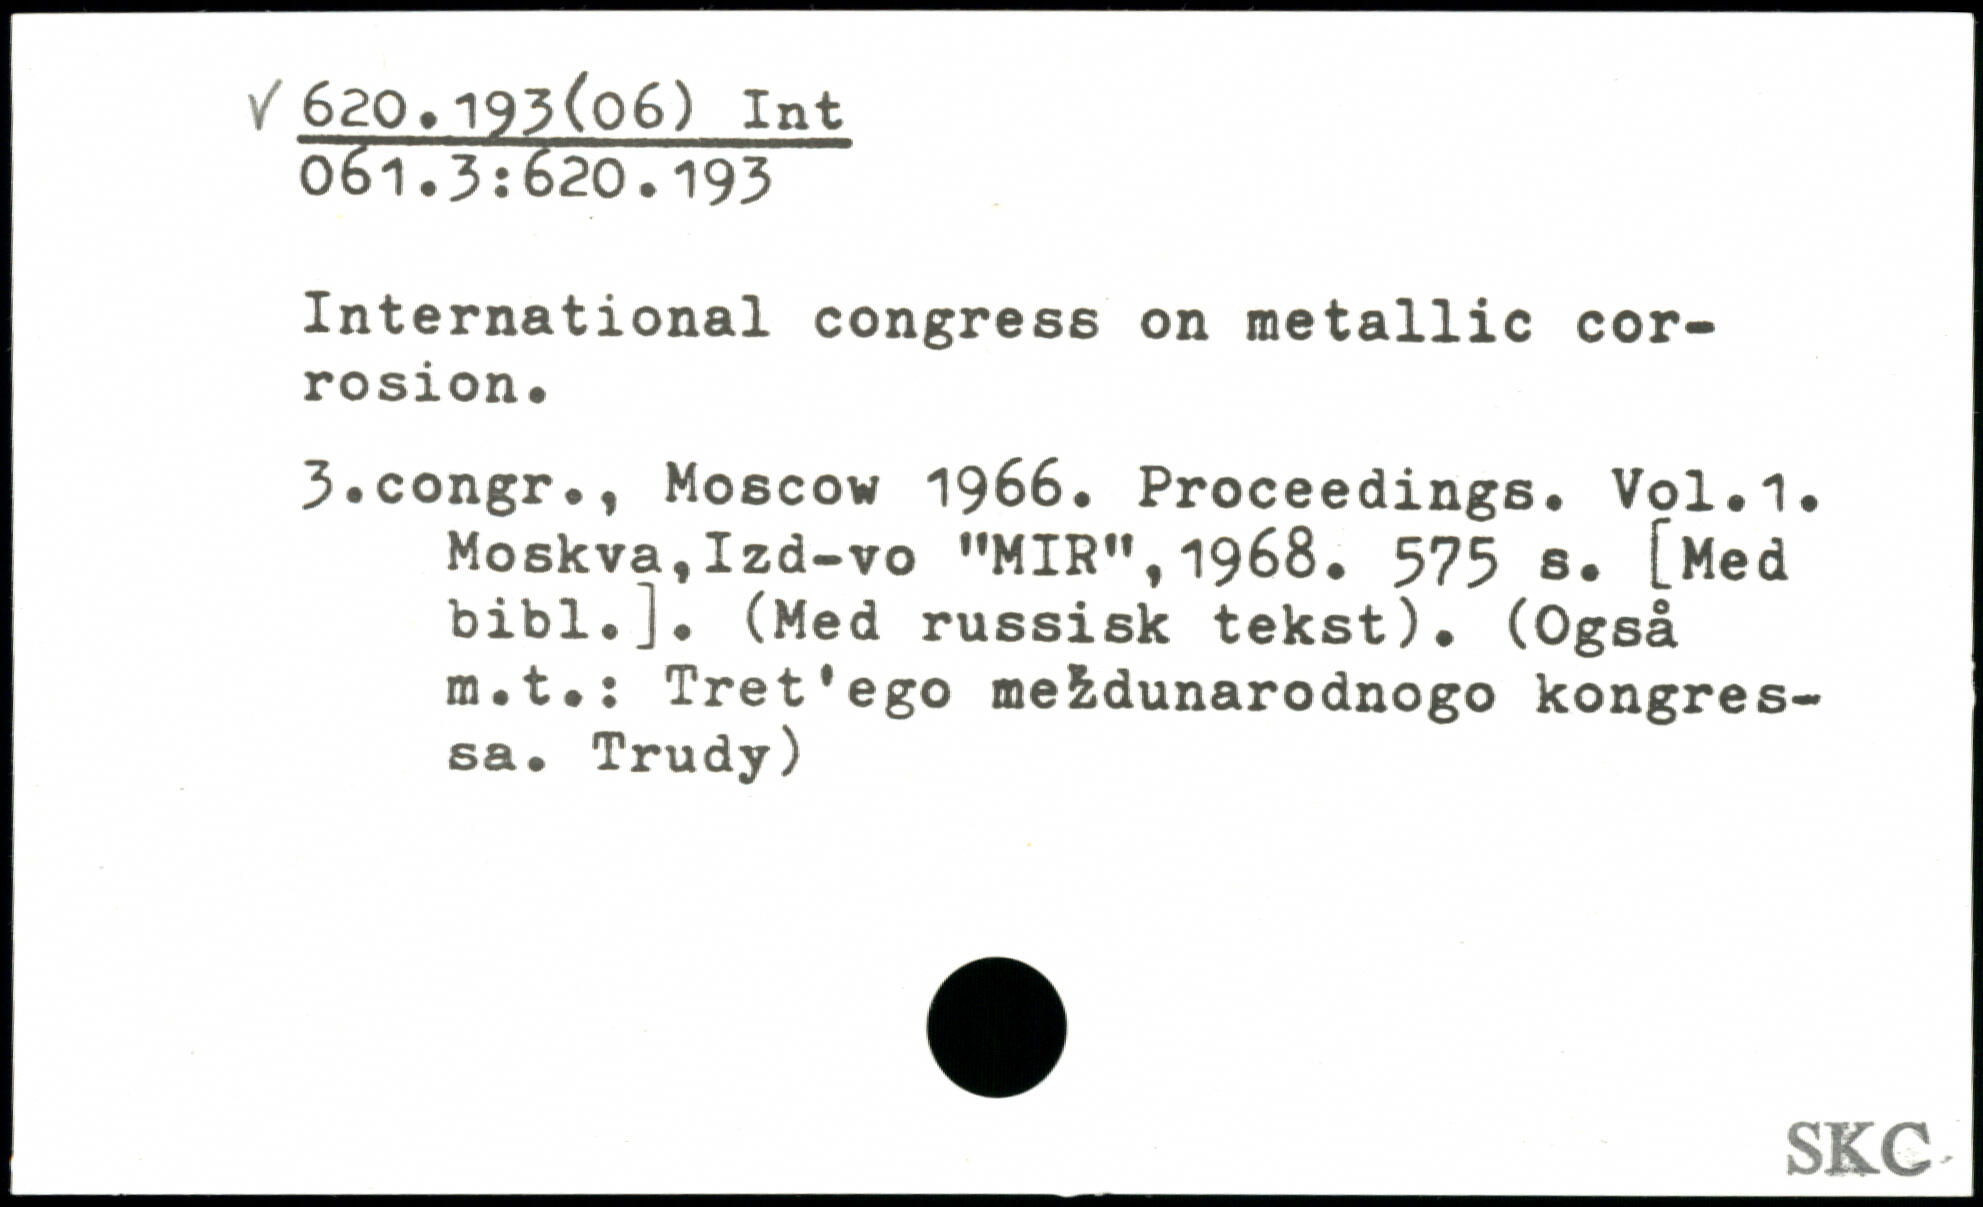 √ 620.193(06) Int
061.3:620.193
International congress on metallic cor-
rosion.
3.congr., Moscow 1966. Proceedings. Vol.1.
Moskva,Izd-vo "MIR",1968. 575 s. [Med
bibl.]. (Med russisk tekst). (Også
m.t.: Tret'ego meždunarodnogo kongres-
sa. Trudy)
SKC